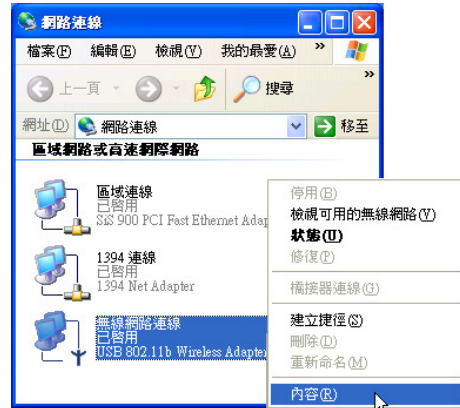 網路連線
檔案(F) 編輯(E) 檢視(V) 我的最愛(A) »
上一頁 搜尋 »
網址(D) 網路連線 移至
區域網路或高速網際網路
區域連線
已啓用
SiS 900 PCI Fast Ethernet Adap
1394 連線
已啓用
1394 Net Adapter
無線網路連線
已啓用
USB 802.11b Wireless Adapter
停用(B)
檢視可用的無線網路(V)
狀態(U)
修復(P)
橋接器連線(G)
建立捷徑(S)
刪除(D)
重新命名(M)
內容(R)